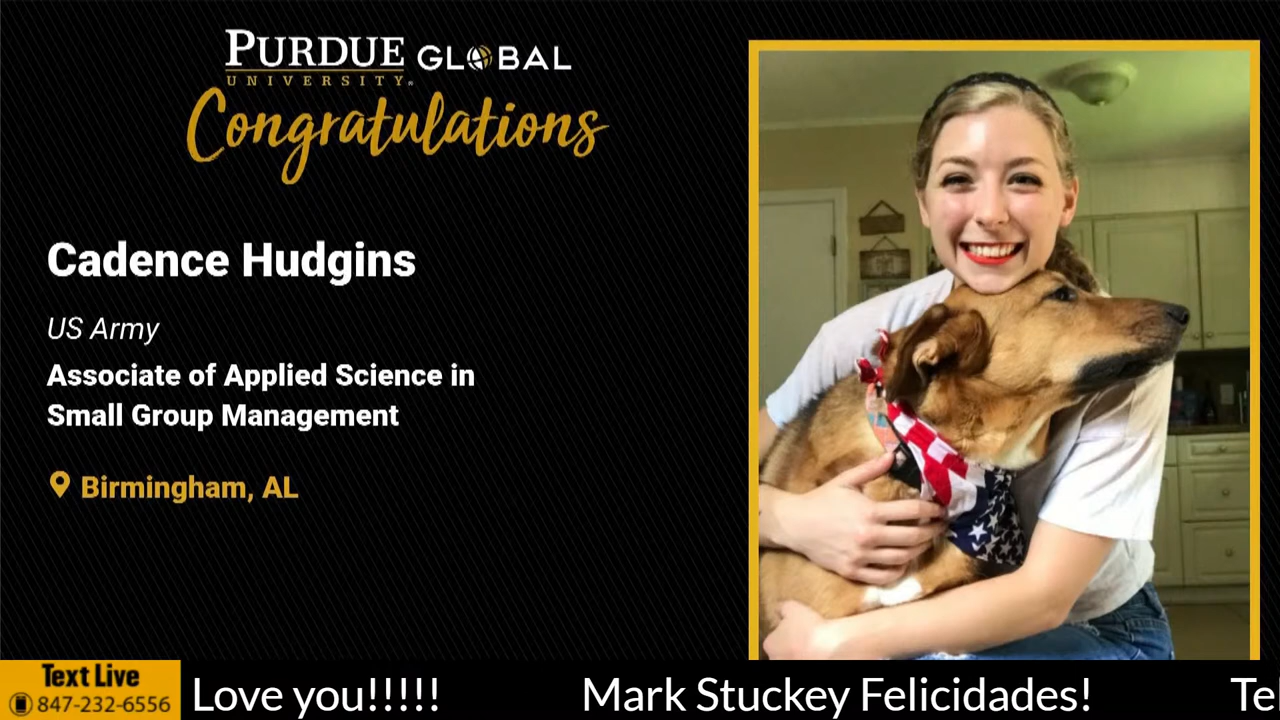 PURDUE GLOBAL
UNIVERSITY®
Congratulations
Cadence Hudgins
US Army
Associate of Applied Science in
Small Group Management
Birmingham, AL
Text Live
847-232-6556
Love you!!!!! Mark Stuckey Felicidades!